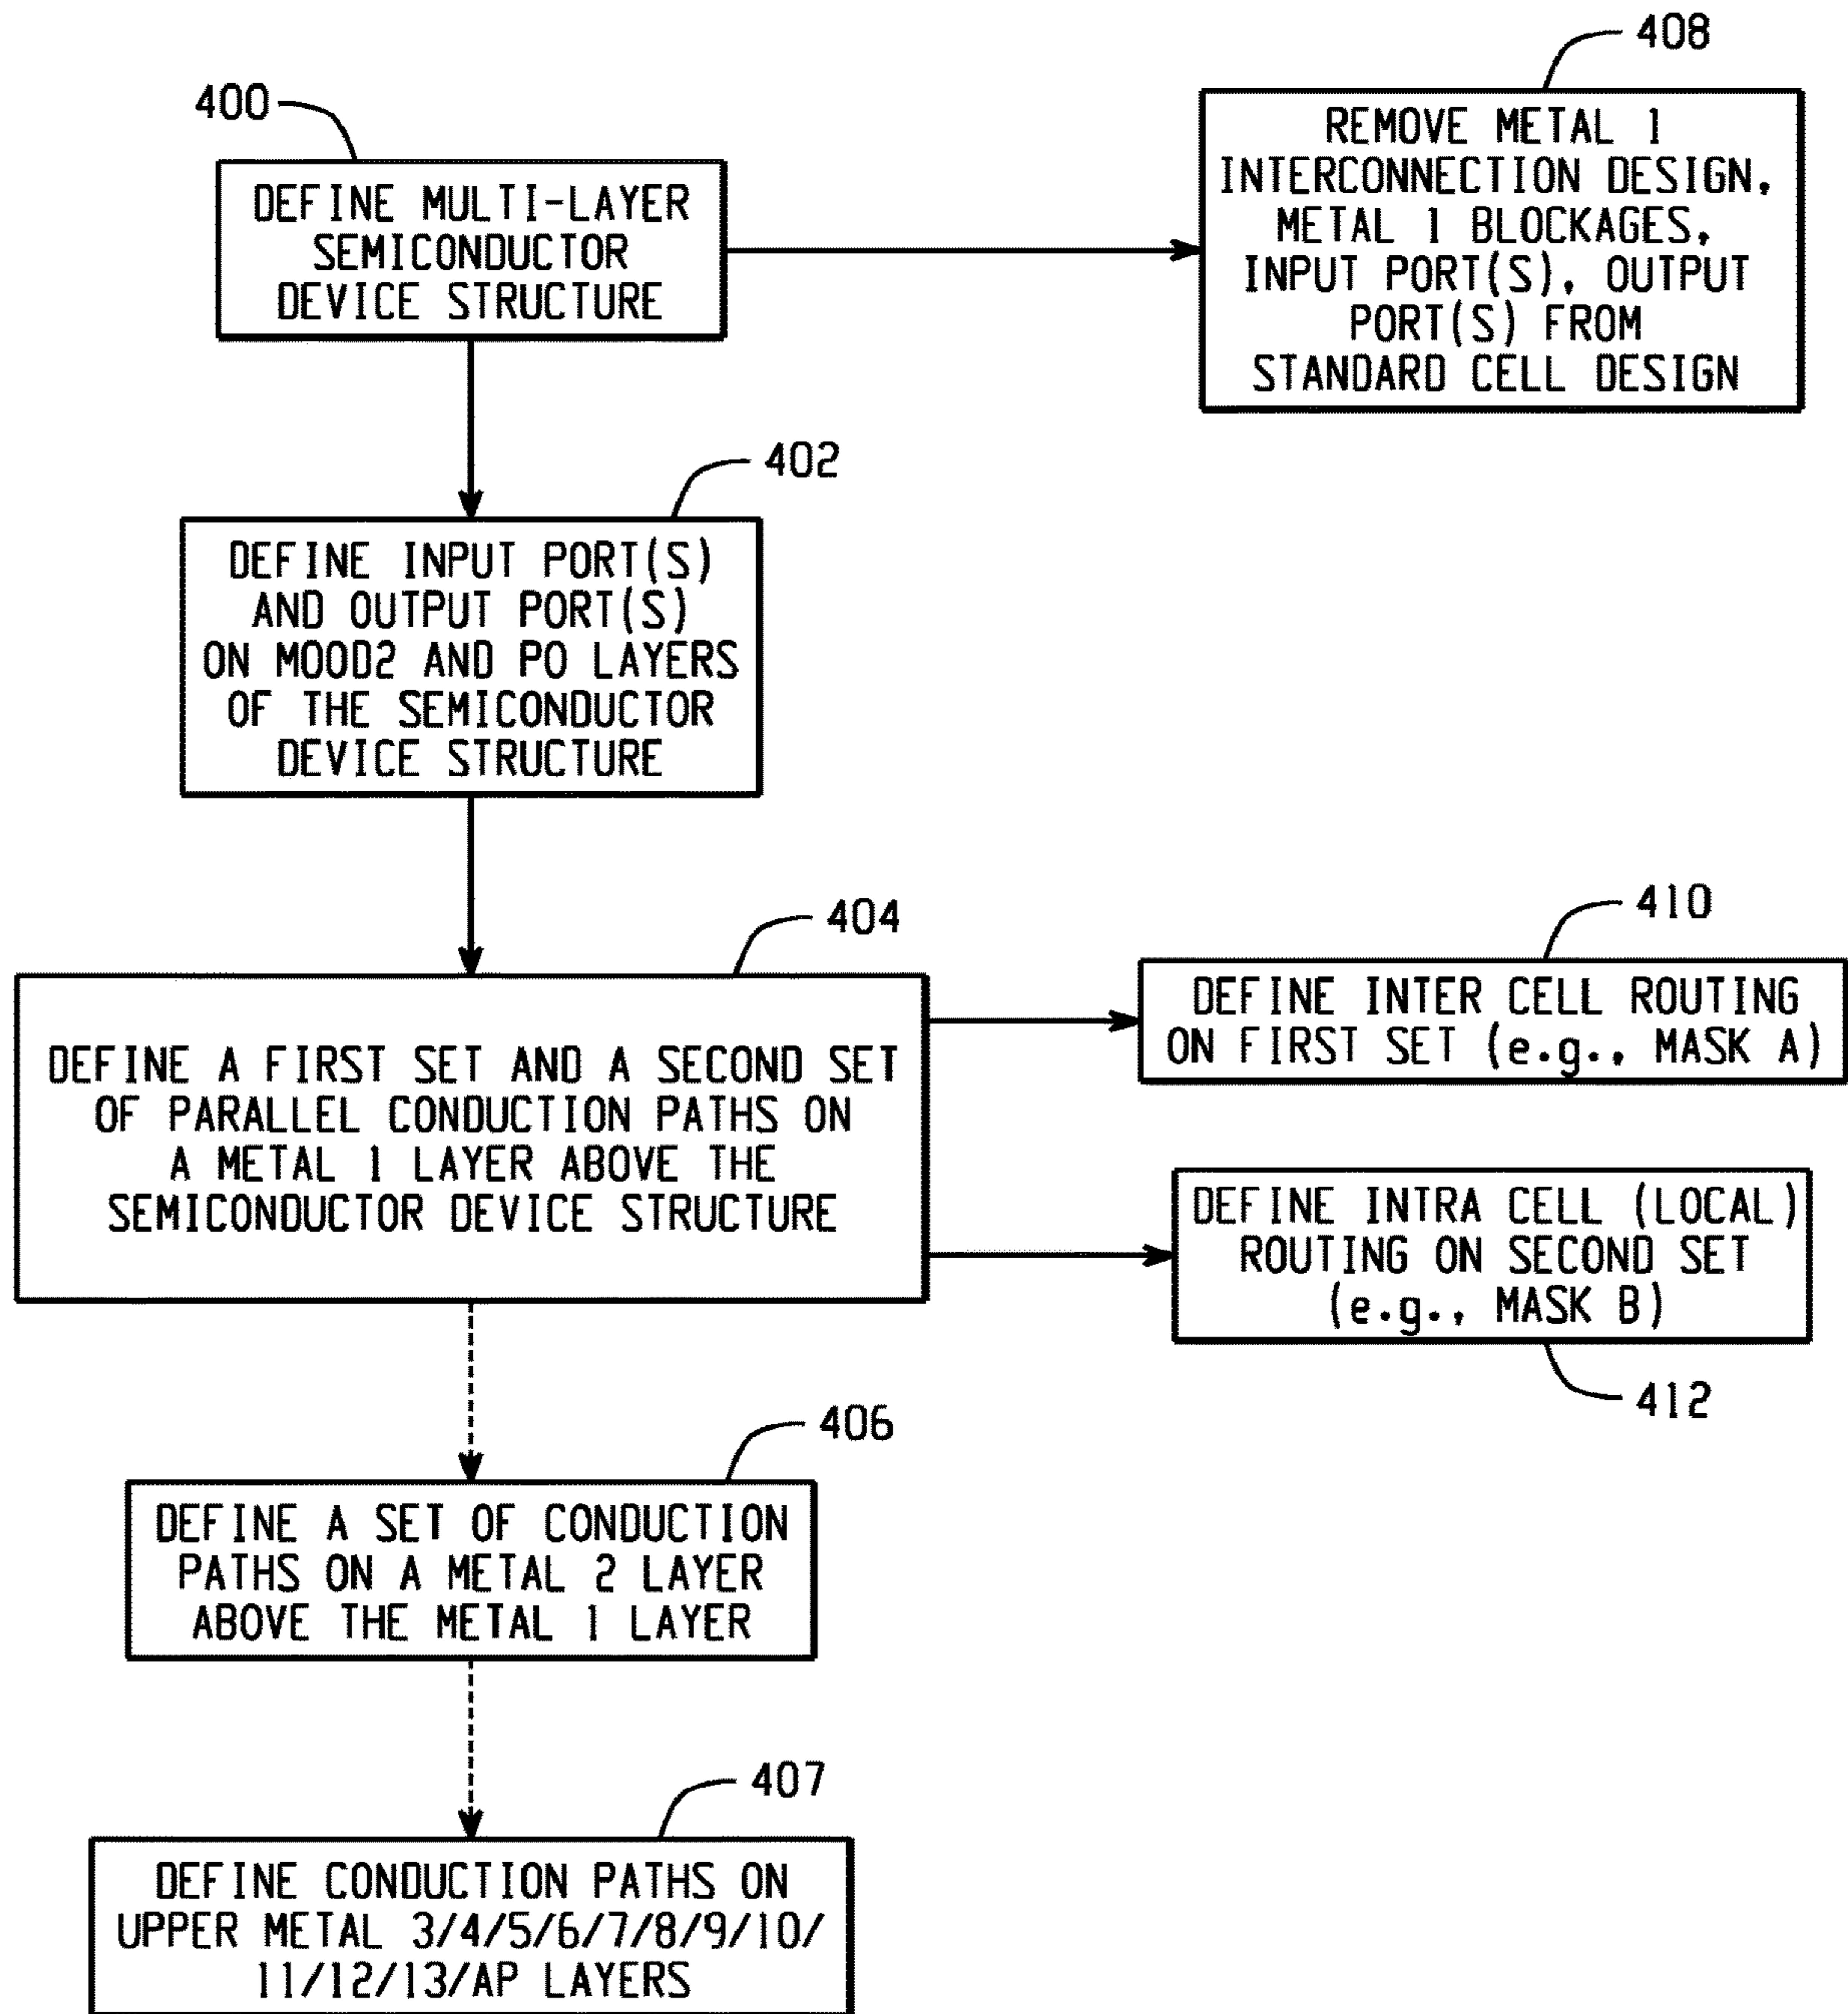 408
400
REMOVE METAL 1
INTERCONNECTION DESIGN,
METAL 1 BLOCKAGES,
INPUT PORT(S), OUTPUT
PORT(S) FROM
STANDARD CELL DESIGN
DEFINE MULTI-LAYER
SEMICONDUCTOR
DEVICE STRUCTURE
402
DEFINE INPUT PORT(S)
AND OUTPUT PORT(S)
ON MOOD2 AND PO LAYERS
OF THE SEMICONDUCTOR
DEVICE STRUCTURE
404
DEFINE A FIRST SET AND A SECOND SET
OF PARALLEL CONDUCTION PATHS ON
A METAL 1 LAYER ABOVE THE
SEMICONDUCTOR DEVICE STRUCTURE
410
DEFINE INTER CELL ROUTING
ON FIRST SET (e.g., MASK A)
DEFINE INTRA CELL (LOCAL)
ROUTING ON SECOND SET
(e.g., MASK B)
412
406
DEFINE A SET OF CONDUCTION
PATHS ON A METAL 2 LAYER
ABOVE THE METAL 1 LAYER
407
DEFINE CONDUCTION PATHS ON
UPPER METAL 3/4/5/6/7/8/9/10/
11/12/13/AP LAYERS